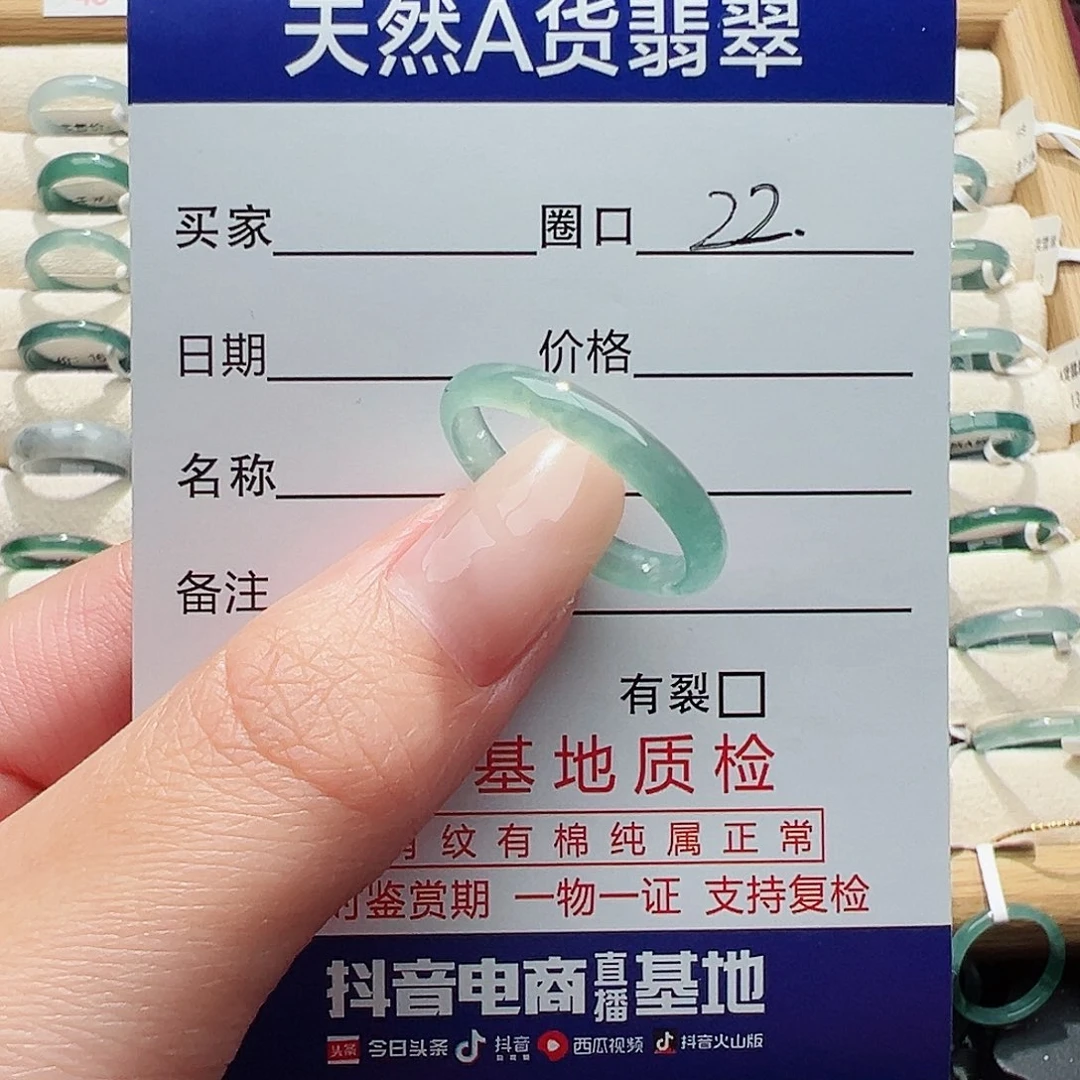 天然A货翡翠
买家 圈口 22.
日期 价格
名称
备注
有裂□
基地质检
纹有棉纯属正常
鉴赏期 一物一证 支持复检
抖音电商直播基地
头条 今日头条 抖音 西瓜视频 抖音火山版